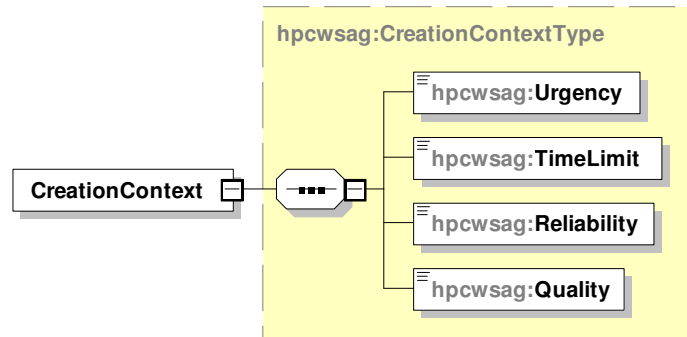 hpcwsag:CreationContextType
hpcwsag:Urgency
hpcwsag:TimeLimit
CreationContext
hpcwsag:Reliability
hpcwsag:Quality